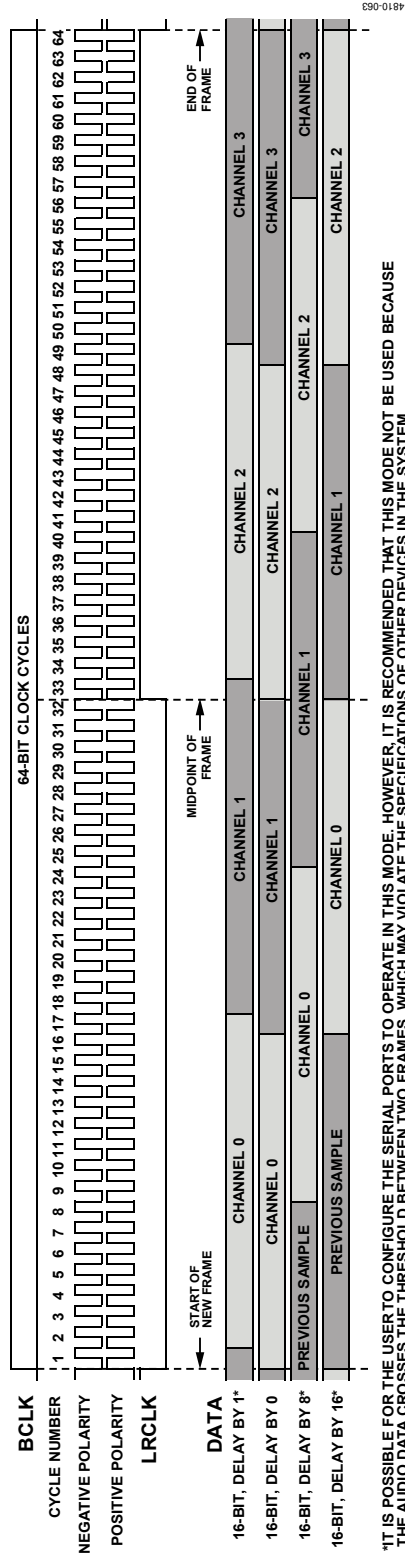 64-BIT CLOCK CYCLES
BCLK
CYCLE NUMBER
1 2 3 4 5 6 7 8 9 10 11 12 13 14 15 16 17 18 19 20 21 22 23 24 25 26 27 28 29 30 31 32 33 34 35 36 37 38 39 40 41 42 43 44 45 46 47 48 49 50 51 52 53 54 55 56 57 58 59 60 61 62 63 64
NEGATIVE POLARITY
POSITIVE POLARITY
LRCLK
START OF
NEW FRAME
MIDPOINT OF
FRAME
END OF
FRAME
DATA
16-BIT, DELAY BY 1* CHANNEL 0 CHANNEL 1 CHANNEL 2 CHANNEL 3
16-BIT, DELAY BY 0 CHANNEL 0 CHANNEL 1 CHANNEL 2 CHANNEL 3
16-BIT, DELAY BY 8* PREVIOUS SAMPLE CHANNEL 0 CHANNEL 1 CHANNEL 2 CHANNEL 3
16-BIT, DELAY BY 16* PREVIOUS SAMPLE CHANNEL 0 CHANNEL 1 CHANNEL 2
*IT IS POSSIBLE FOR THE USER TO CONFIGURE THE SERIAL PORTS TO OPERATE IN THIS MODE. HOWEVER, IT IS RECOMMENDED THAT THIS MODE NOT BE USED BECAUSE
THE AUDIO DATA CROSSES THE THRESHOLD BETWEEN TWO FRAMES, WHICH MAY VIOLATE THE SPECIFICATIONS OF OTHER DEVICES IN THE SYSTEM.
4810-063